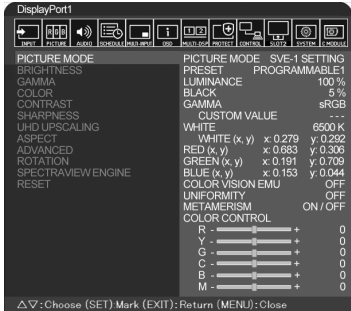 DisplayPort1
INPUT PICTURE AUDIO SCHEDULE MULTI-INPUT OSD MULTI-DSP PROTECT CONTROL SLOT2 SYSTEM C MODULE
PICTURE MODE
BRIGHTNESS
GAMMA
COLOR
CONTRAST
SHARPNESS
UHD UPSCALING
ASPECT
ADVANCED
ROTATION
SPECTRAVIEW ENGINE
RESET
PICTURE MODE SVE-1 SETTING
PRESET PROGRAMMABLE1
LUMINANCE 100 %
BLACK 5 %
GAMMA sRGB
CUSTOM VALUE ---
WHITE 6500 K
WHITE (x, y) x: 0.279 y: 0.292
RED (x, y) x: 0.683 y: 0.306
GREEN (x, y) x: 0.191 y: 0.709
BLUE (x, y) x: 0.153 y: 0.044
COLOR VISION EMU OFF
UNIFORMITY OFF
METAMERISM ON / OFF
COLOR CONTROL
R - + 0
Y - + 0
G - + 0
C - + 0
B - + 0
M - + 0
△▽:Choose (SET):Mark (EXIT):Return (MENU):Close